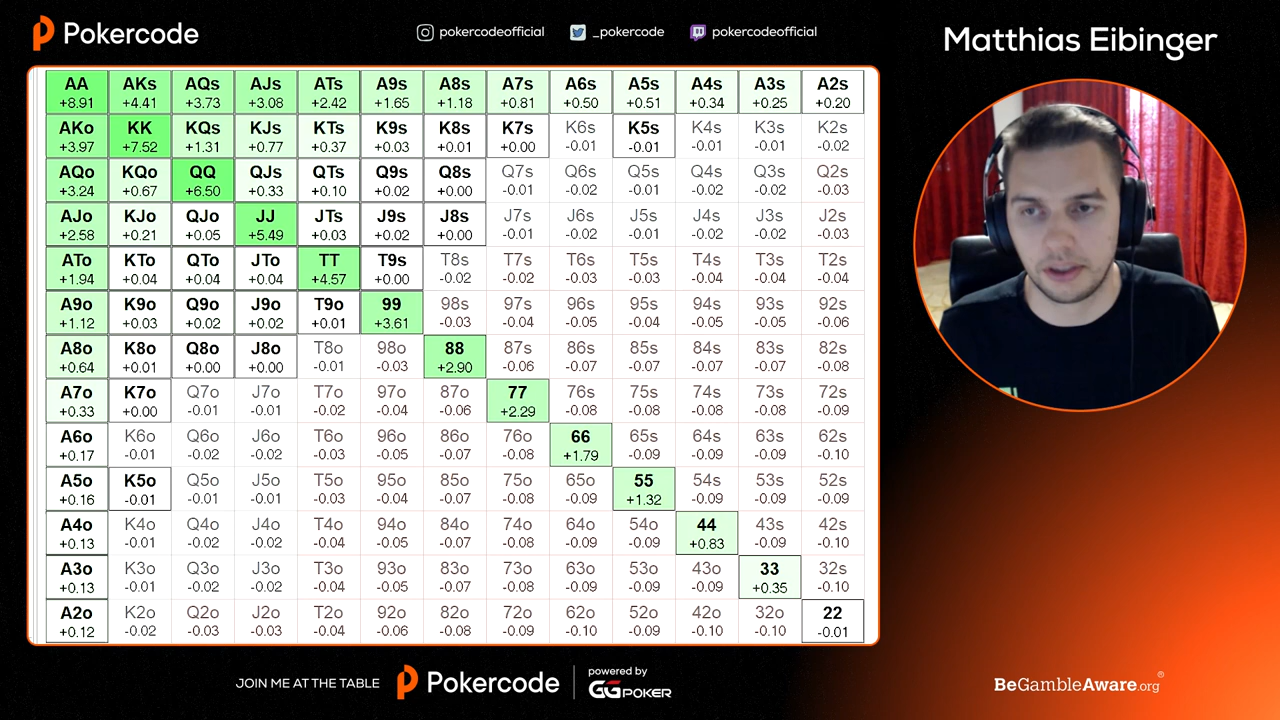 Pokercode
pokercodeofficial
_pokercode
pokercodeofficial
Matthias Eibinger
AA AKs AQs AJs ATs A9s A8s A7s A6s A5s A4s A3s A2s
+8.91 +4.41 +3.73 +3.08 +2.42 +1.65 +1.18 +0.81 +0.50 +0.51 +0.34 +0.25 +0.20
AKo KK KQs KJs KTs K9s K8s K7s K6s K5s K4s K3s K2s
+3.97 +7.52 +1.31 +0.77 +0.37 +0.03 +0.01 +0.00 -0.01 -0.01 -0.01 -0.01 -0.02
AQo KQo QQ QJs QTs Q9s Q8s Q7s Q6s Q5s Q4s Q3s Q2s
+3.24 +0.67 +6.50 +0.33 +0.10 +0.02 +0.00 -0.01 -0.02 -0.01 -0.02 -0.02 -0.03
AJo KJo QJo JJ JTs J9s J8s J7s J6s J5s J4s J3s J2s
+2.58 +0.21 +0.05 +5.49 +0.03 +0.02 +0.00 -0.01 -0.02 -0.01 -0.02 -0.02 -0.03
ATo KTo QTo JTo TT T9s T8s T7s T6s T5s T4s T3s T2s
+1.94 +0.04 +0.04 +0.04 +4.57 +0.00 -0.02 -0.02 -0.03 -0.03 -0.04 -0.04 -0.04
A9o K9o Q9o J9o T9o 99 98s 97s 96s 95s 94s 93s 92s
+1.12 +0.03 +0.02 +0.02 +0.01 +3.61 -0.03 -0.04 -0.05 -0.04 -0.05 -0.05 -0.06
A8o K8o Q8o J8o T8o 98o 88 87s 86s 85s 84s 83s 82s
+0.64 +0.01 +0.00 +0.00 -0.01 -0.03 +2.90 -0.06 -0.07 -0.07 -0.07 -0.07 -0.08
A7o K7o Q7o J7o T7o 97o 87o 77 76s 75s 74s 73s 72s
+0.33 +0.00 -0.01 -0.01 -0.02 -0.04 -0.06 +2.29 -0.08 -0.08 -0.08 -0.08 -0.09
A6o K6o Q6o J6o T6o 96o 86o 76o 66 65s 64s 63s 62s
+0.17 -0.01 -0.02 -0.02 -0.03 -0.05 -0.07 -0.08 +1.79 -0.09 -0.09 -0.09 -0.10
A5o K5o Q5o J5o T5o 95o 85o 75o 65o 55 54s 53s 52s
+0.16 -0.01 -0.01 -0.01 -0.03 -0.04 -0.07 -0.08 -0.09 +1.32 -0.09 -0.09 -0.09
A4o K4o Q4o J4o T4o 94o 84o 74o 64o 54o 44 43s 42s
+0.13 -0.01 -0.02 -0.02 -0.04 -0.05 -0.07 -0.08 -0.09 -0.09 +0.83 -0.09 -0.10
A3o K3o Q3o J3o T3o 93o 83o 73o 63o 53o 43o 33 32s
+0.13 -0.01 -0.02 -0.02 -0.04 -0.05 -0.07 -0.08 -0.09 -0.09 -0.09 +0.35 -0.10
A2o K2o Q2o J2o T2o 92o 82o 72o 62o 52o 42o 32o 22
+0.12 -0.02 -0.03 -0.03 -0.04 -0.06 -0.08 -0.09 -0.10 -0.09 -0.10 -0.10 -0.01
JOIN ME AT THE TABLE
Pokercode
powered by
GGPOKER
BeGambleAware.org®